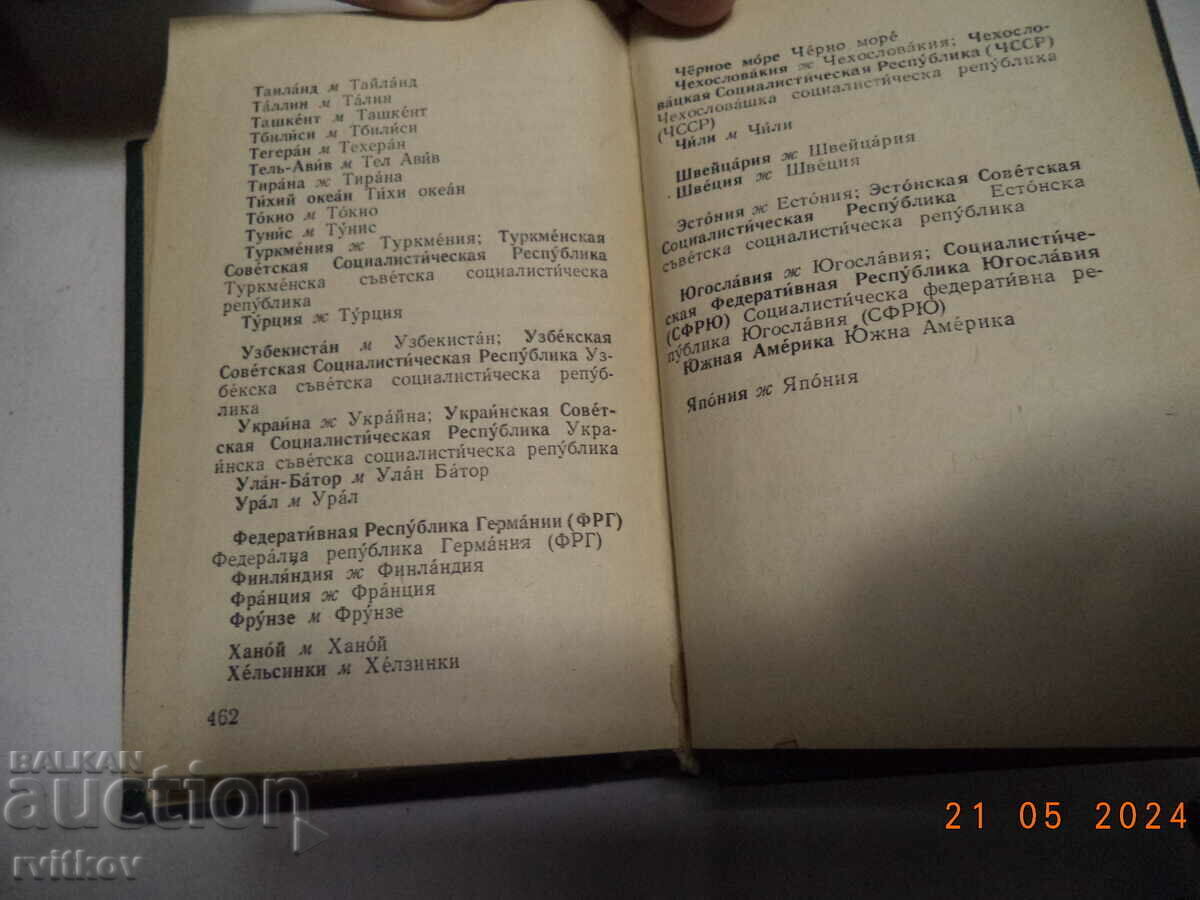 Таила́нд м Тайла́нд
Та́ллин м Та́лин
Ташке́нт м Ташке́нт
Тбили́си м Тбили́си
Тегера́н м Техера́н
Тель-Ави́в м Тел Ави́в
Тира́на ж Тира́на
Ти́хий океа́н Ти́хи океа́н
То́кио м То́кио
Туни́с м Ту́нис
Туркме́ния ж Туркме́ния; Туркме́нская
Сове́тская Социалисти́ческая Респу́блика
Туркме́нска съве́тска социалисти́ческа
репу́блика
Ту́рция ж Ту́рция
Узбекиста́н м Узбекиста́н; Узбе́кская
Сове́тская Социалисти́ческая Респу́блика Уз-
бе́кска съве́тска социалисти́ческа репу́б-
лика
Украи́на ж Укра́йна; Украи́нская Сове́т-
ская Социалисти́ческая Респу́блика Укра-
и́нска съве́тска социалисти́ческа репу́блика
Ула́н-Ба́тор м Ула́н Ба́тор
Ура́л м Ура́л
Федерати́вная Респу́блика Герма́нии (ФРГ)
Федера́лна репу́блика Герма́ния (ФРГ)
Финля́ндия ж Финла́ндия
Фра́нция ж Фра́нция
Фру́нзе м Фру́нзе
Хано́й м Хано́й
Хе́льсинки м Хе́лзинки
462
Чёрное мо́ре Че́рно море́
Чехослова́кия ж Чехослова́кия; Чехосло-
ва́цкая Социалисти́ческая Респу́блика (ЧССР)
Чехослова́шка социалисти́ческа репу́блика
(ЧССР)
Чи́ли м Чи́ли
Швейца́рия ж Швейца́рия
Шве́ция ж Шве́ция
Эсто́ния ж Есто́ния; Эсто́нская Сове́тская
Социалисти́ческая Респу́блика Есто́нска
съве́тска социалисти́ческа репу́блика
Югосла́вия ж Югосла́вия; Социалисти́че-
ская Федерати́вная Респу́блика Югосла́вия
(СФРЮ) Социалисти́ческа федерати́вна ре-
пу́блика Югосла́вия (СФРЮ)
Ю́жная Аме́рика Ю́жна Аме́рика
Япо́ния ж Япо́ния
BALKAN
auction
rvitkov
21 05 2024